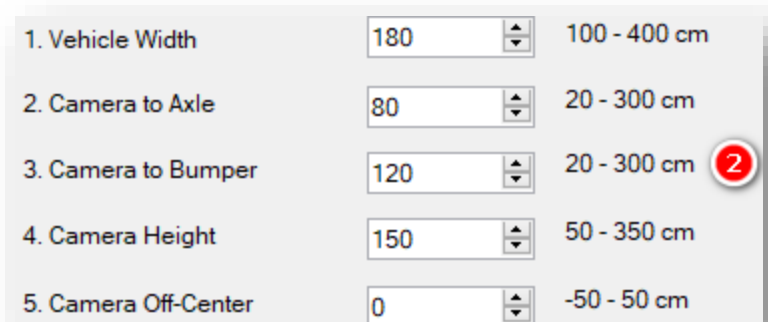 1. Vehicle Width 180 100 - 400 cm
2. Camera to Axle 80 20 - 300 cm
3. Camera to Bumper 120 20 - 300 cm 2
4. Camera Height 150 50 - 350 cm
5. Camera Off-Center 0 -50 - 50 cm